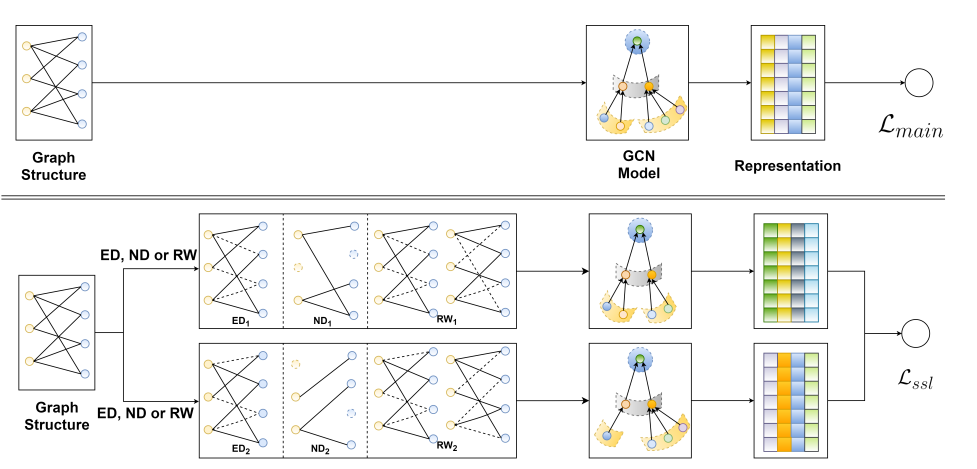 Graph
Structure
GCN
Model
Representation
ℒ_main
ED, ND or RW
ED₁
ND₁
RW₁
Graph
Structure
ED, ND or RW
ED₂
ND₂
RW₂
ℒ_ssl